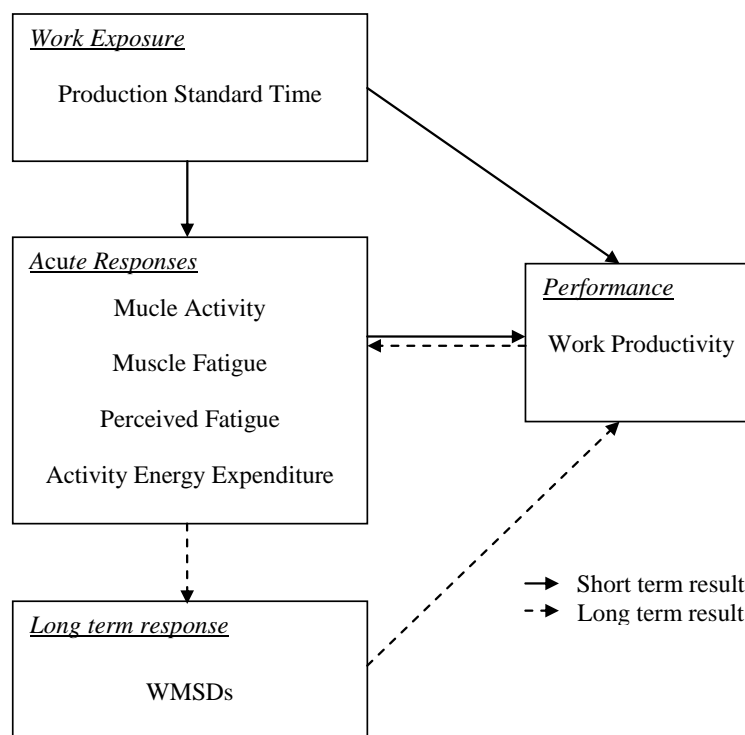 Work Exposure
Production Standard Time
Acute Responses
Mucle Activity
Muscle Fatigue
Perceived Fatigue
Activity Energy Expenditure
Performance
Work Productivity
Long term response
WMSDs
Short term result
Long term result